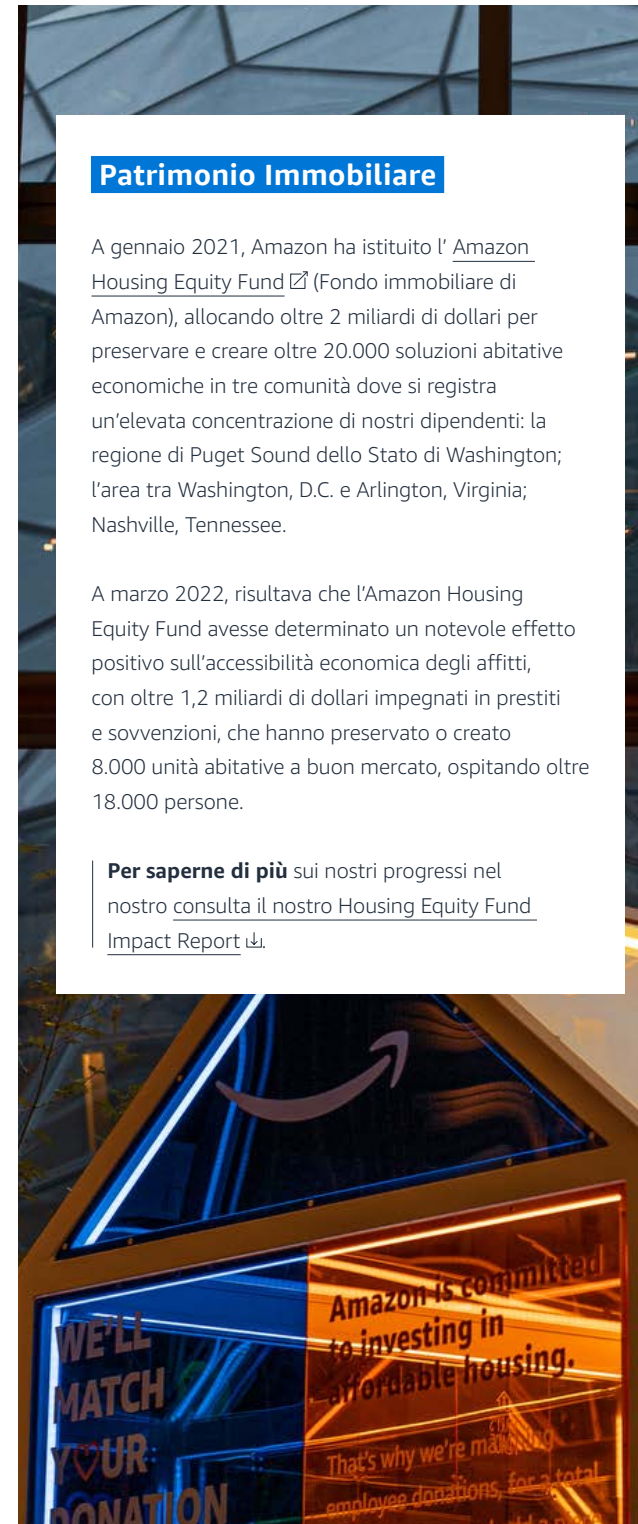 Patrimonio Immobiliare
A gennaio 2021, Amazon ha istituito l’ Amazon
Housing Equity Fund (Fondo immobiliare di
Amazon), allocando oltre 2 miliardi di dollari per
preservare e creare oltre 20.000 soluzioni abitative
economiche in tre comunità dove si registra
un’elevata concentrazione di nostri dipendenti: la
regione di Puget Sound dello Stato di Washington;
l’area tra Washington, D.C. e Arlington, Virginia;
Nashville, Tennessee.
A marzo 2022, risultava che l’Amazon Housing
Equity Fund avesse determinato un notevole effetto
positivo sull’accessibilità economica degli affitti,
con oltre 1,2 miliardi di dollari impegnati in prestiti
e sovvenzioni, che hanno preservato o creato
8.000 unità abitative a buon mercato, ospitando oltre
18.000 persone.
Per saperne di più sui nostri progressi nel
nostro consulta il nostro Housing Equity Fund
Impact Report.
WE'LL
MATCH
YOUR
DONATION
Amazon is committed
to investing in
affordable housing.
That's why we're matching
employee donations, for a total